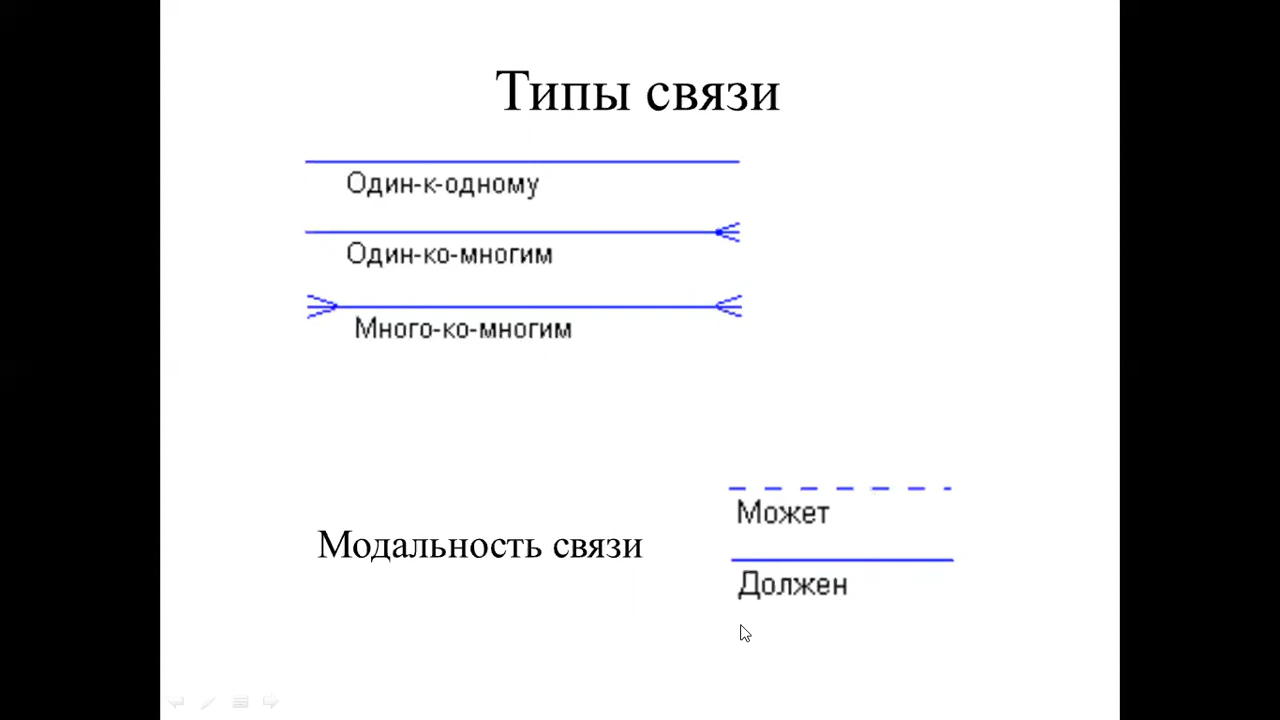 Типы связи
Один-к-одному
Один-ко-многим
Много-ко-многим
Модальность связи
Может
Должен